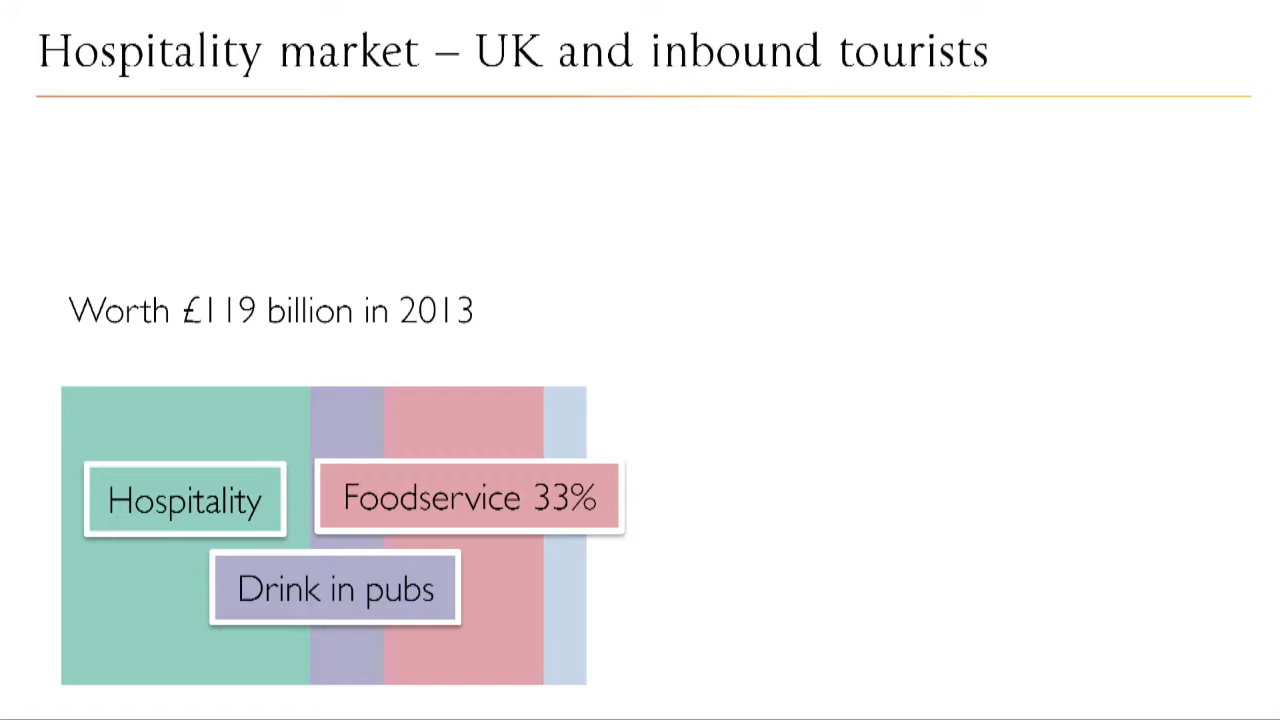 Hospitality market – UK and inbound tourists
Worth £119 billion in 2013
Hospitality
Foodservice 33%
Drink in pubs